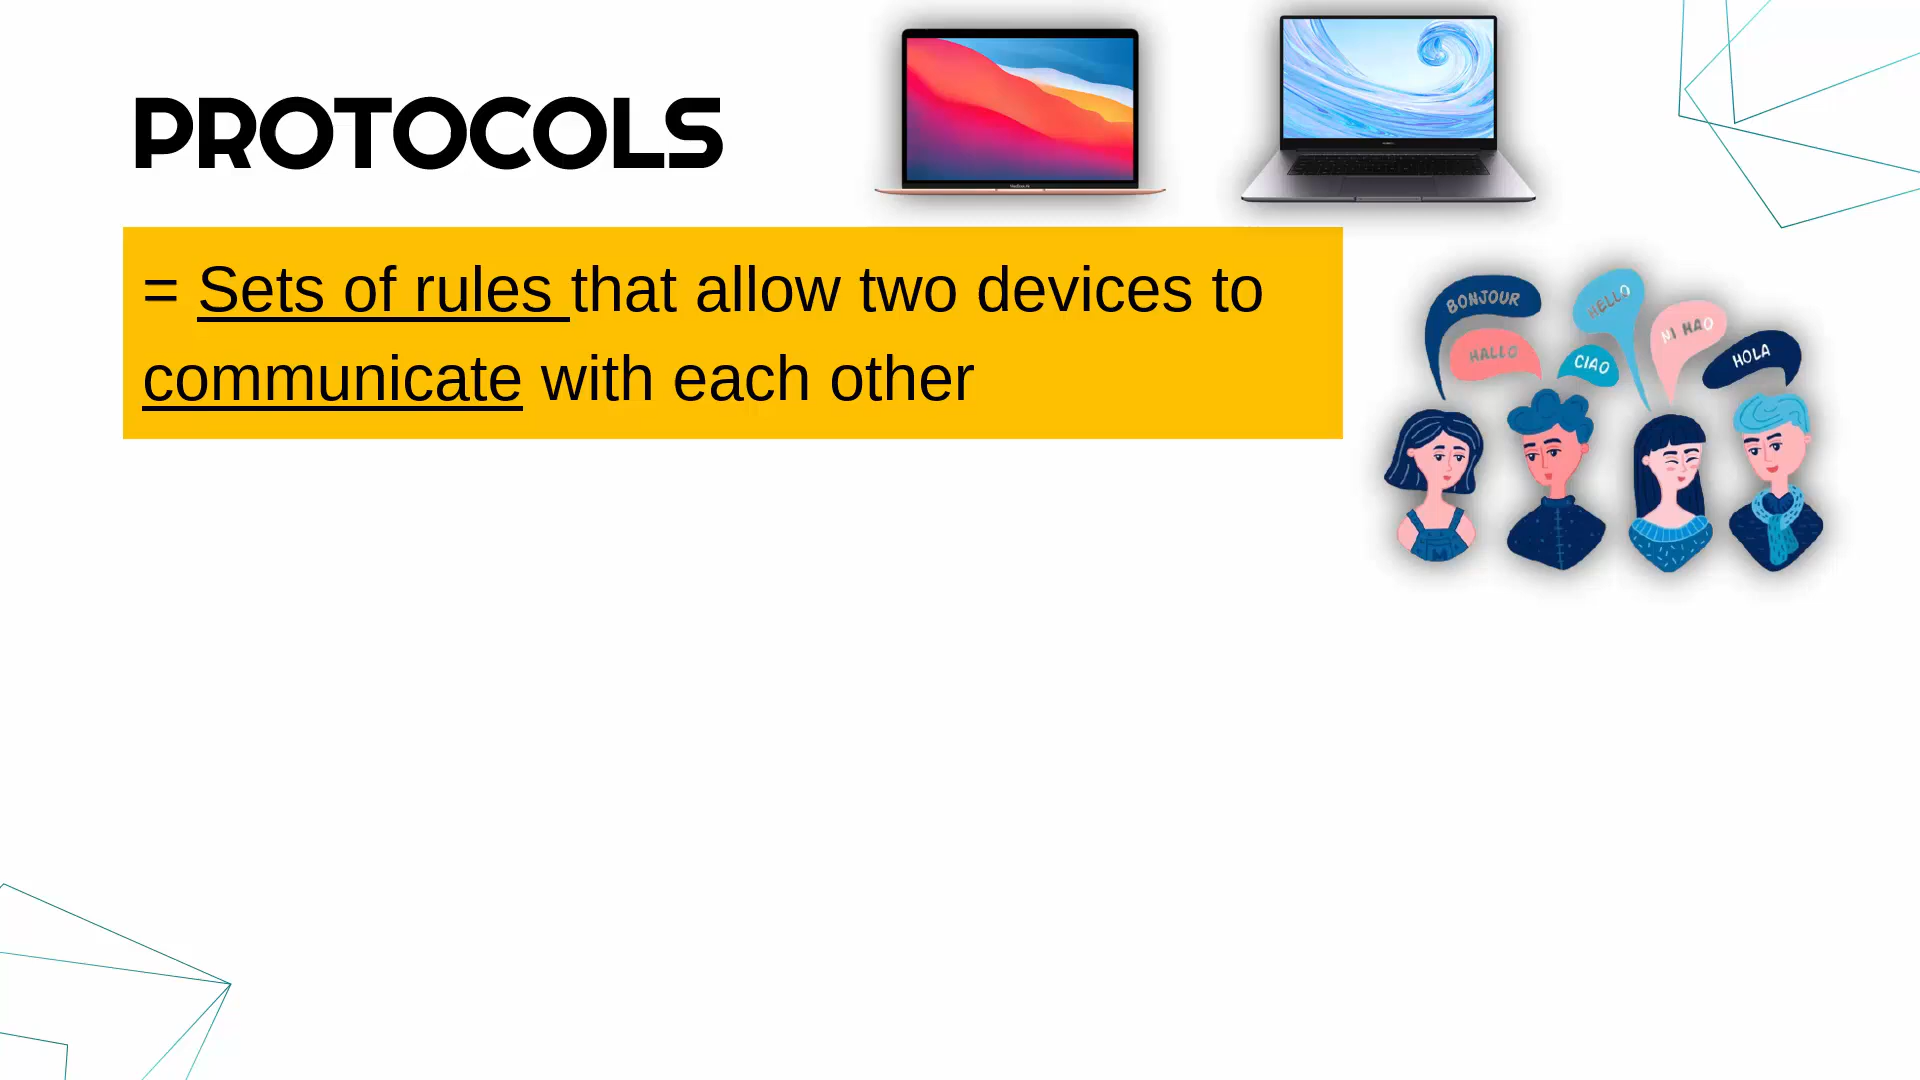 PROTOCOLS
= Sets of rules that allow two devices to
communicate with each other
BONJOUR
HELLO
NI HAO
HALLO
CIAO
HOLA